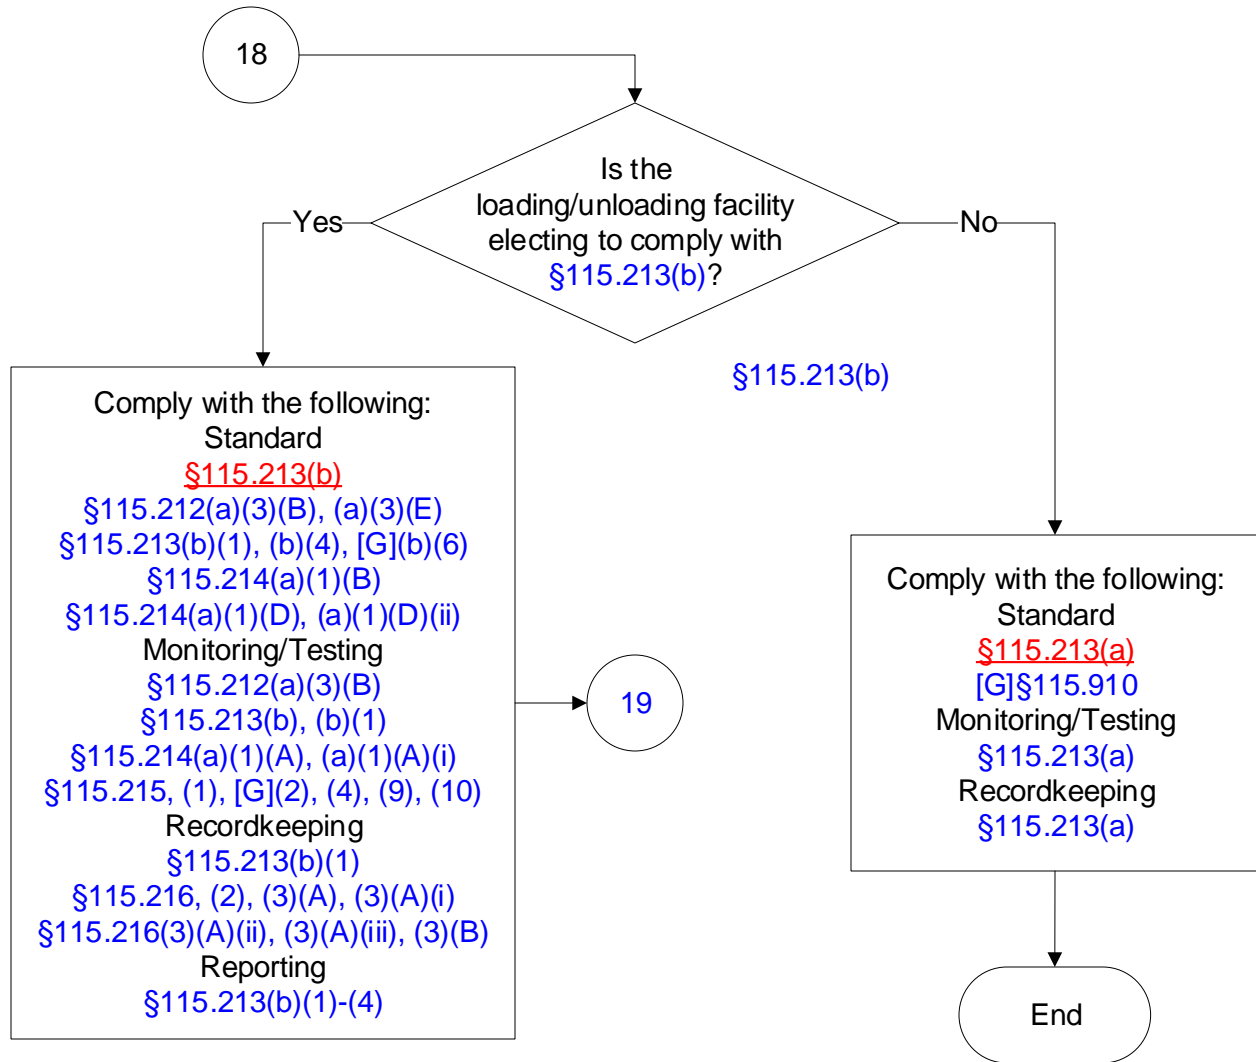 18
Is the
loading/unloading facility
electing to comply with
§115.213(b)?
Yes
No
§115.213(b)
Comply with the following:
Standard
§115.213(b)
§115.212(a)(3)(B), (a)(3)(E)
§115.213(b)(1), (b)(4), [G](b)(6)
§115.214(a)(1)(B)
§115.214(a)(1)(D), (a)(1)(D)(ii)
Monitoring/Testing
§115.212(a)(3)(B)
§115.213(b), (b)(1)
§115.214(a)(1)(A), (a)(1)(A)(i)
§115.215, (1), [G](2), (4), (9), (10)
Recordkeeping
§115.213(b)(1)
§115.216, (2), (3)(A), (3)(A)(i)
§115.216(3)(A)(ii), (3)(A)(iii), (3)(B)
Reporting
§115.213(b)(1)-(4)
19
Comply with the following:
Standard
§115.213(a)
[G]§115.910
Monitoring/Testing
§115.213(a)
Recordkeeping
§115.213(a)
End